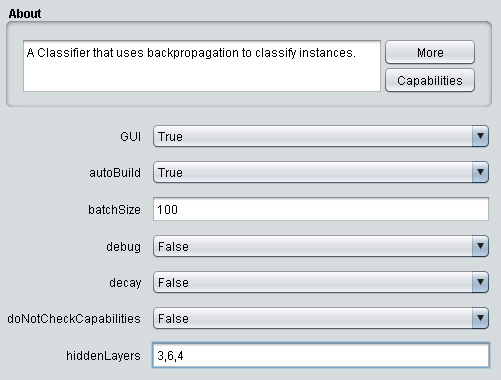 About
A Classifier that uses backpropagation to classify instances.
More
Capabilities
GUI True
autoBuild True
batchSize 100
debug False
decay False
doNotCheckCapabilities False
hiddenLayers 3,6,4